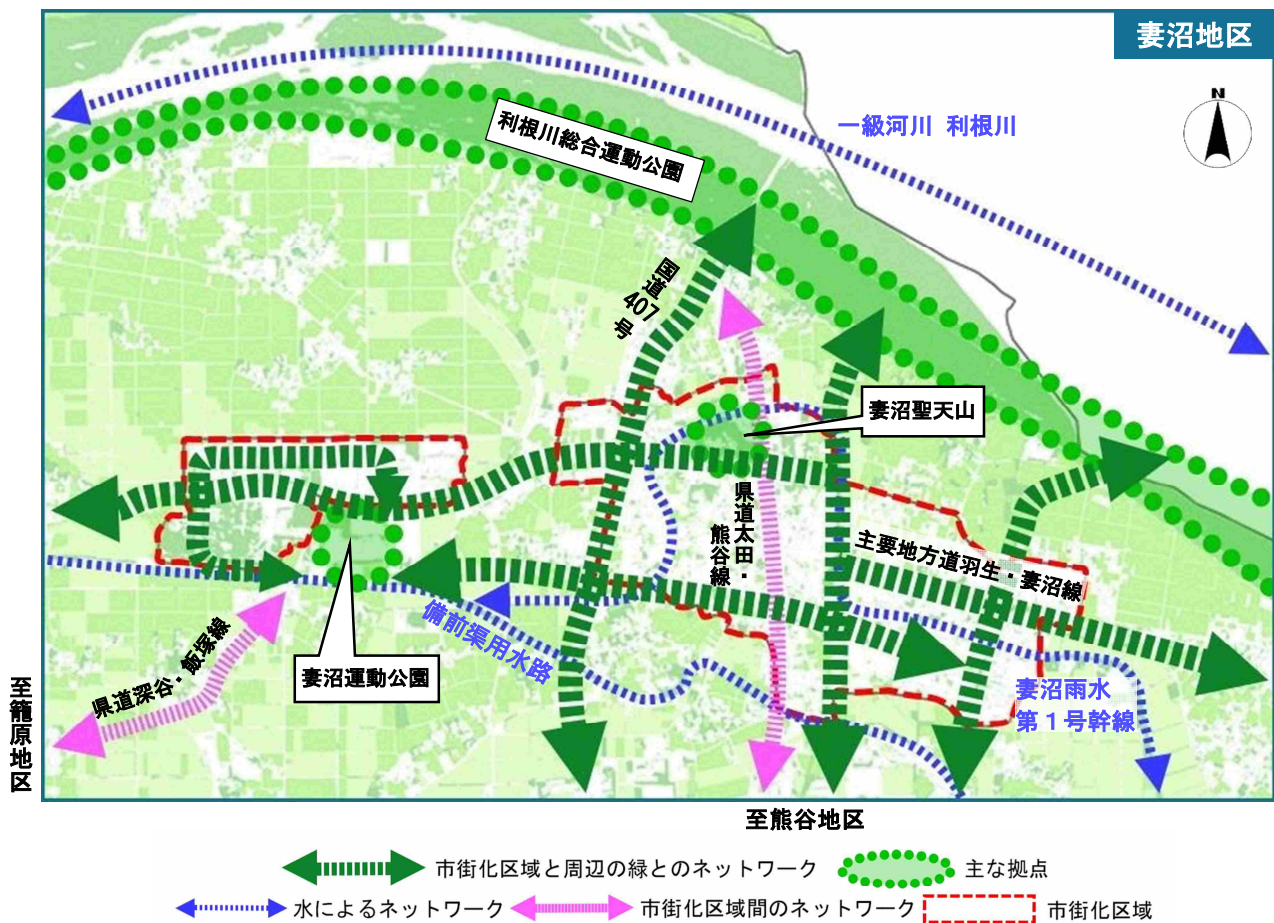 妻沼地区
N
一級河川 利根川
利根川総合運動公園
国道407号
妻沼聖天山
県道太田・
熊谷線
主要地方道羽生・妻沼線
備前渠用水路
県道深谷・飯塚線
妻沼運動公園
妻沼雨水
第1号幹線
至籠原地区
至熊谷地区
市街化区域と周辺の緑とのネットワーク
主な拠点
水によるネットワーク
市街化区域間のネットワーク
市街化区域